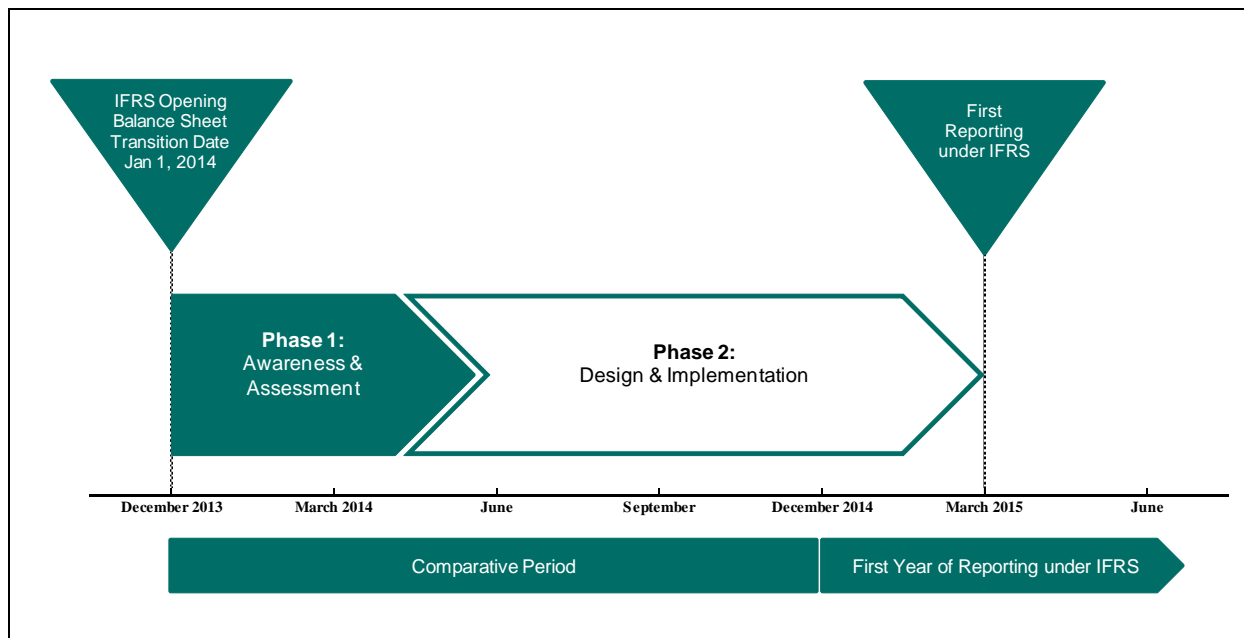 IFRS Opening
Balance Sheet
Transition Date
Jan 1, 2014
First
Reporting
under IFRS
Phase 1:
Awareness &
Assessment
Phase 2:
Design & Implementation
December 2013
March 2014
June
September
December 2014
March 2015
June
Comparative Period
First Year of Reporting under IFRS